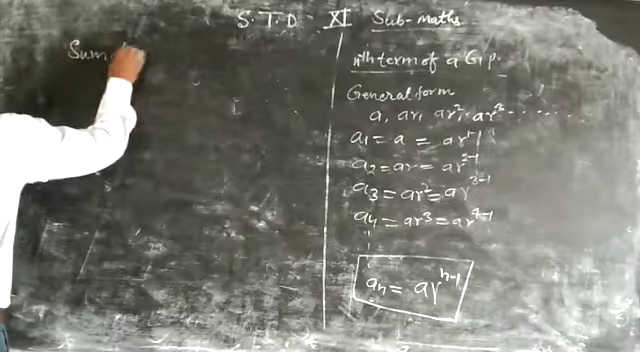 S.T.D XI Sub-maths
Sum
nth term of a G.P.
General form
a, ar, ar², ar³ . . . . . .
a₁ = a = ar¹⁻¹
a₂ = ar = ar²⁻¹
a₃ = ar² = ar³⁻¹
a₄ = ar³ = ar⁴⁻¹
aₙ = arⁿ⁻¹